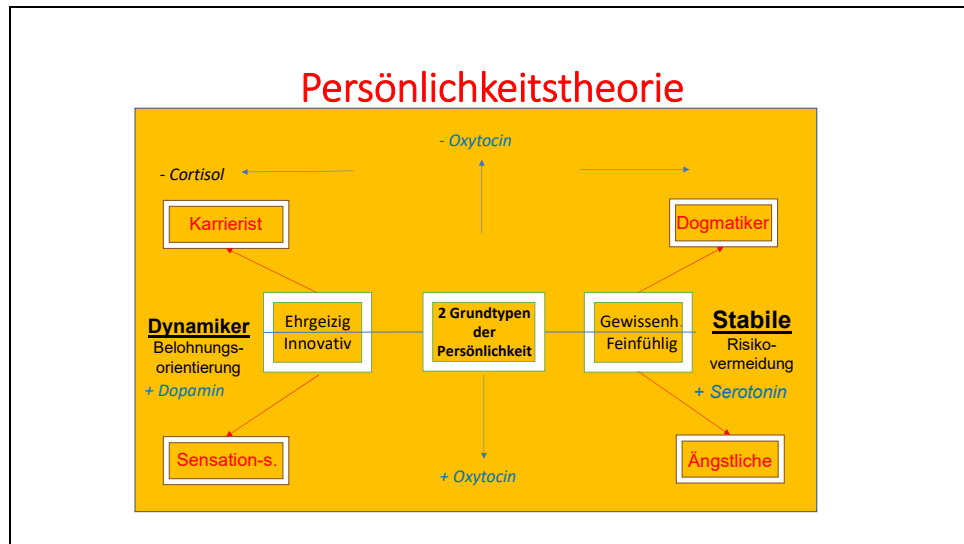 Persönlichkeitstheorie
- Oxytocin
- Cortisol
Karrierist
Dogmatiker
Dynamiker
Belohnungs-
orientierung
+ Dopamin
Ehrgeizig
Innovativ
2 Grundtypen
der
Persönlichkeit
Gewissenh.
Feinfühlig
Stabile
Risiko-
vermeidung
+ Serotonin
Sensation-s.
+ Oxytocin
Ängstliche